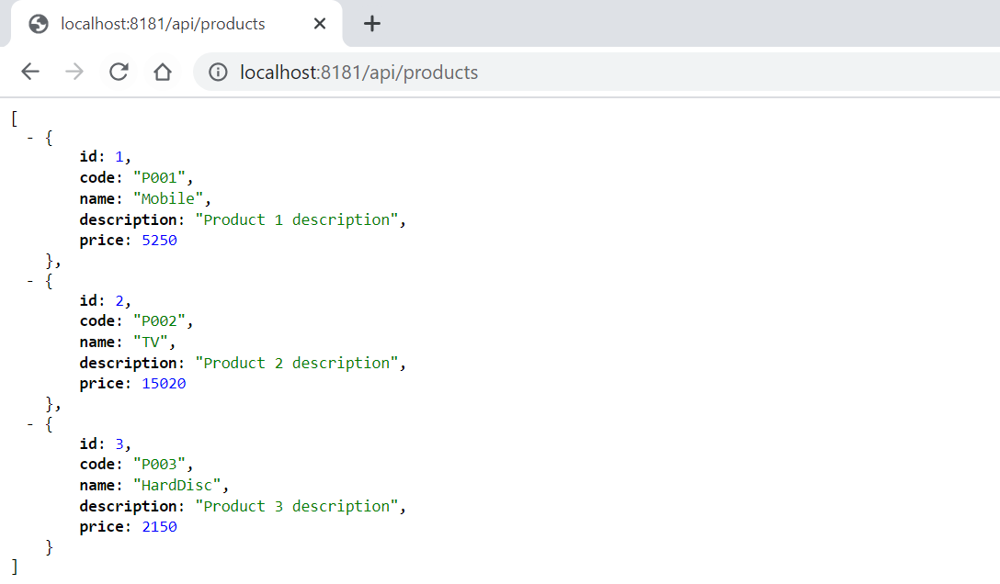 localhost:8181/api/products
localhost:8181/api/products
[
- {
id: 1,
code: "P001",
name: "Mobile",
description: "Product 1 description",
price: 5250
},
- {
id: 2,
code: "P002",
name: "TV",
description: "Product 2 description",
price: 15020
},
- {
id: 3,
code: "P003",
name: "HardDisc",
description: "Product 3 description",
price: 2150
}
]